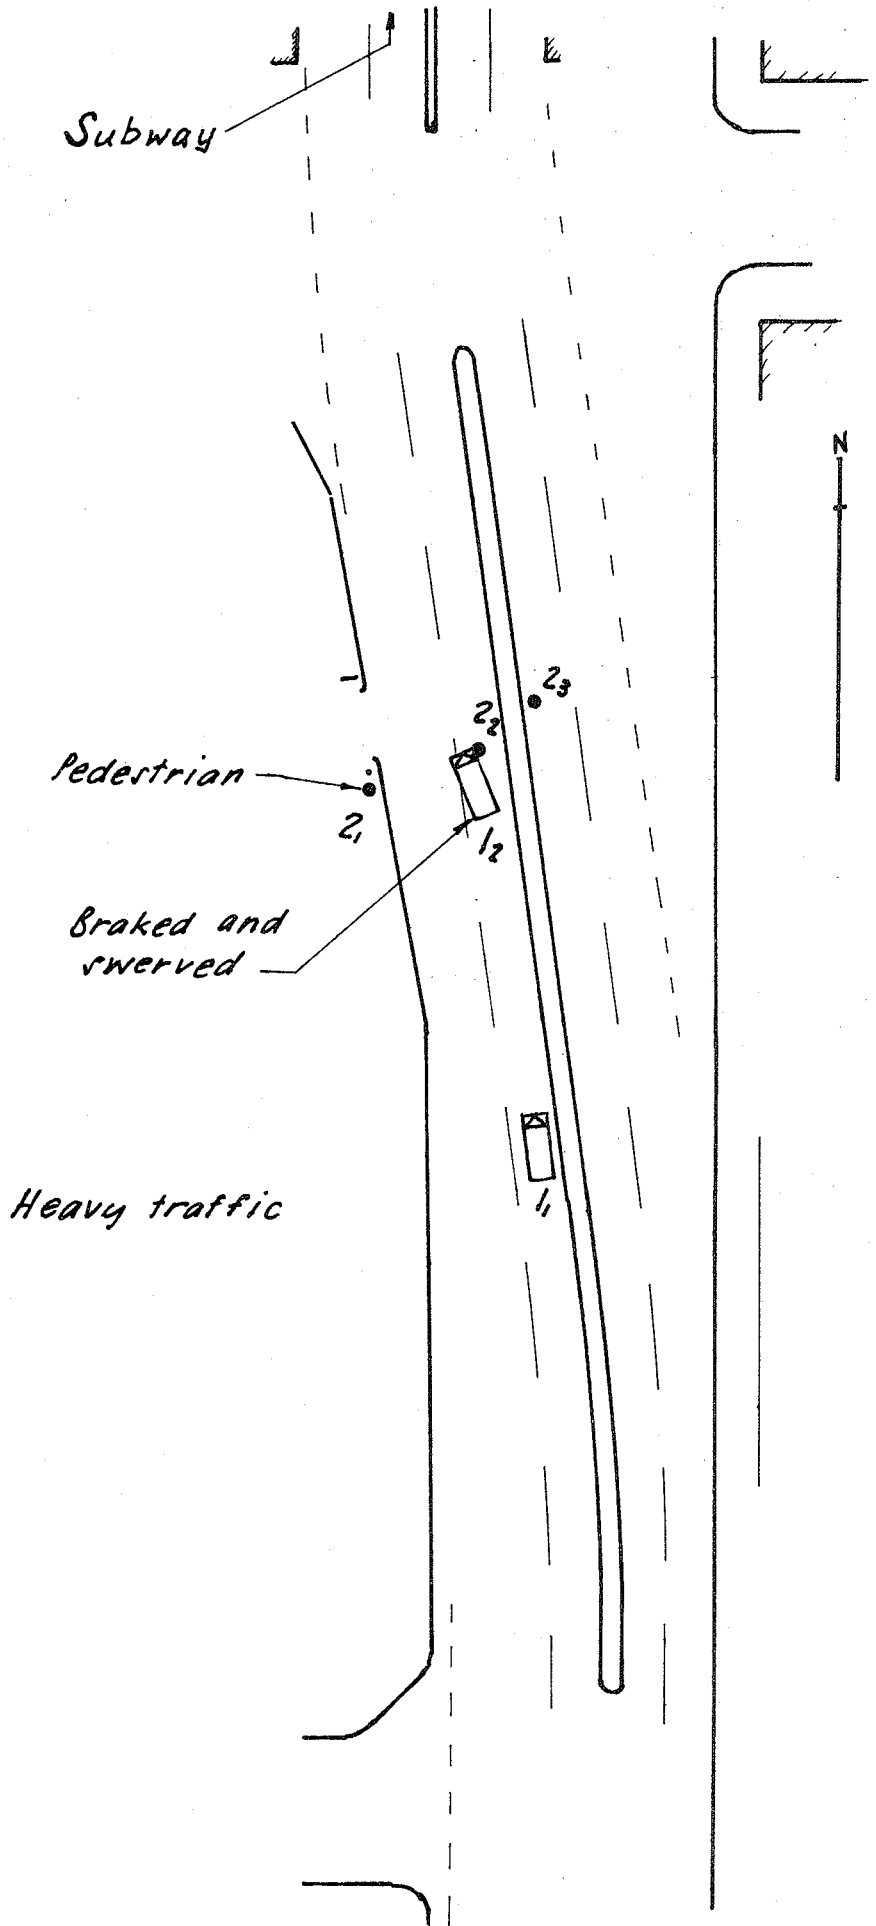 Subway
N
2₃
2₂
Pedestrian
2₁
1₂
Braked and
swerved
1₁
Heavy traffic